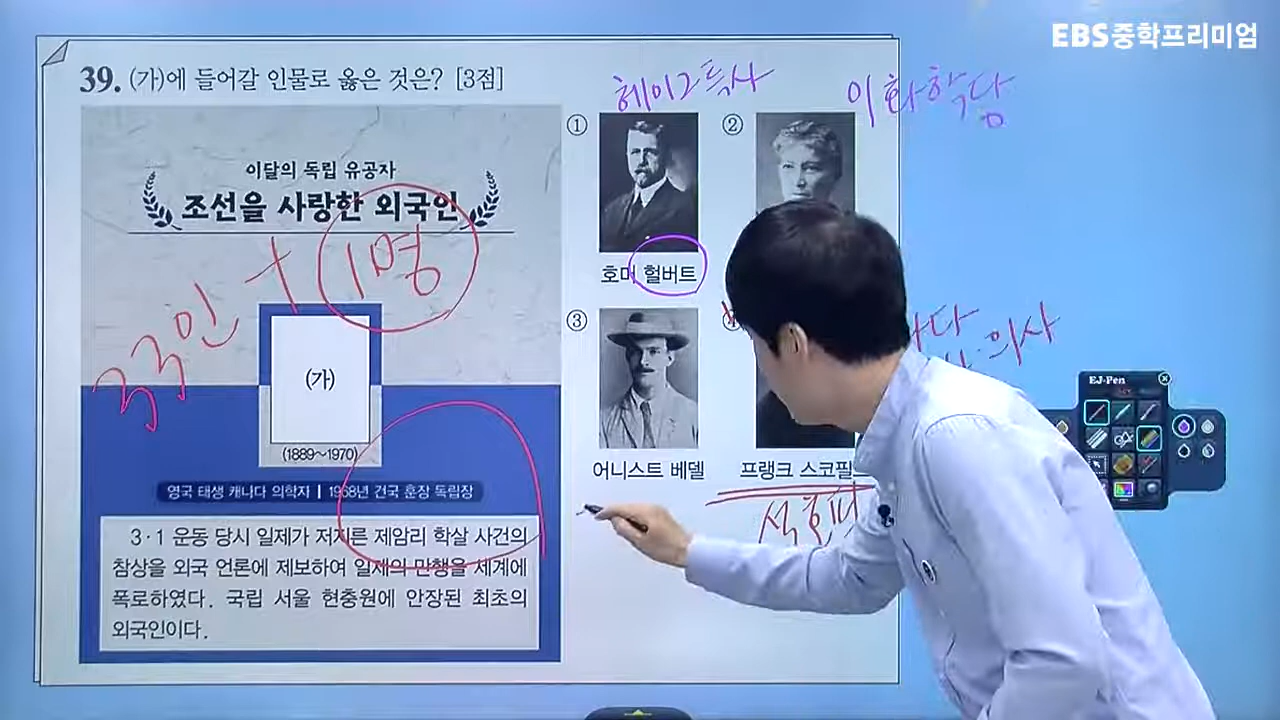 EBS중학프리미엄
39. (가)에 들어갈 인물로 옳은 것은? [3점]
이달의 독립 유공자
조선을 사랑한 외국인
33인 + 1명
(가)
(1889~1970)
영국 태생 캐나다 의학자 | 1968년 건국 훈장 독립장
3·1 운동 당시 일제가 저지른 제암리 학살 사건의
참상을 외국 언론에 제보하여 일제의 만행을 세계에
폭로하였다. 국립 서울 현충원에 안장된 최초의
외국인이다.
헤이그특사
이화학당
①
②
호머 헐버트
③
어니스트 베델
프랭크 스코필
석호필
의사
EJ-Pen